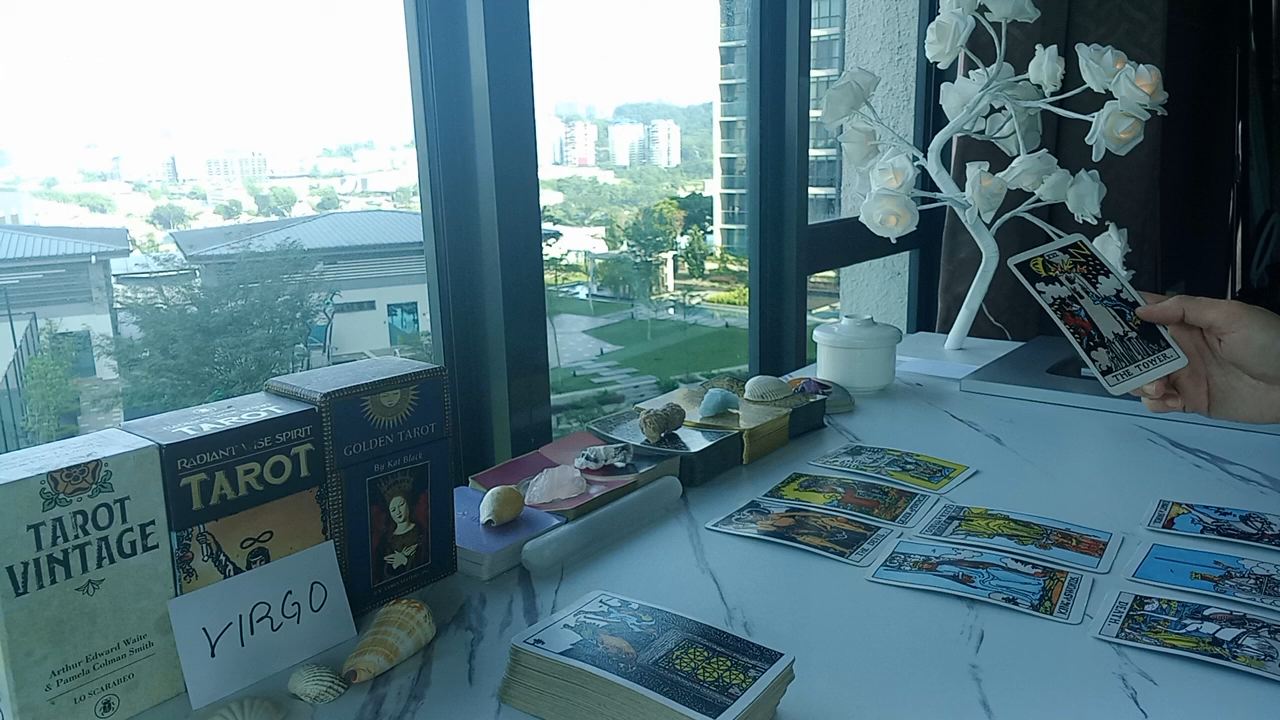 TAROT
VINTAGE
Arthur Edward Waite
& Pamela Colman Smith
LO SCARABEO
TAROT
RADIANT WISE SPIRIT
TAROT
GOLDEN TAROT
By Kat Black
VIRGO
THE TOWER.
DEATH